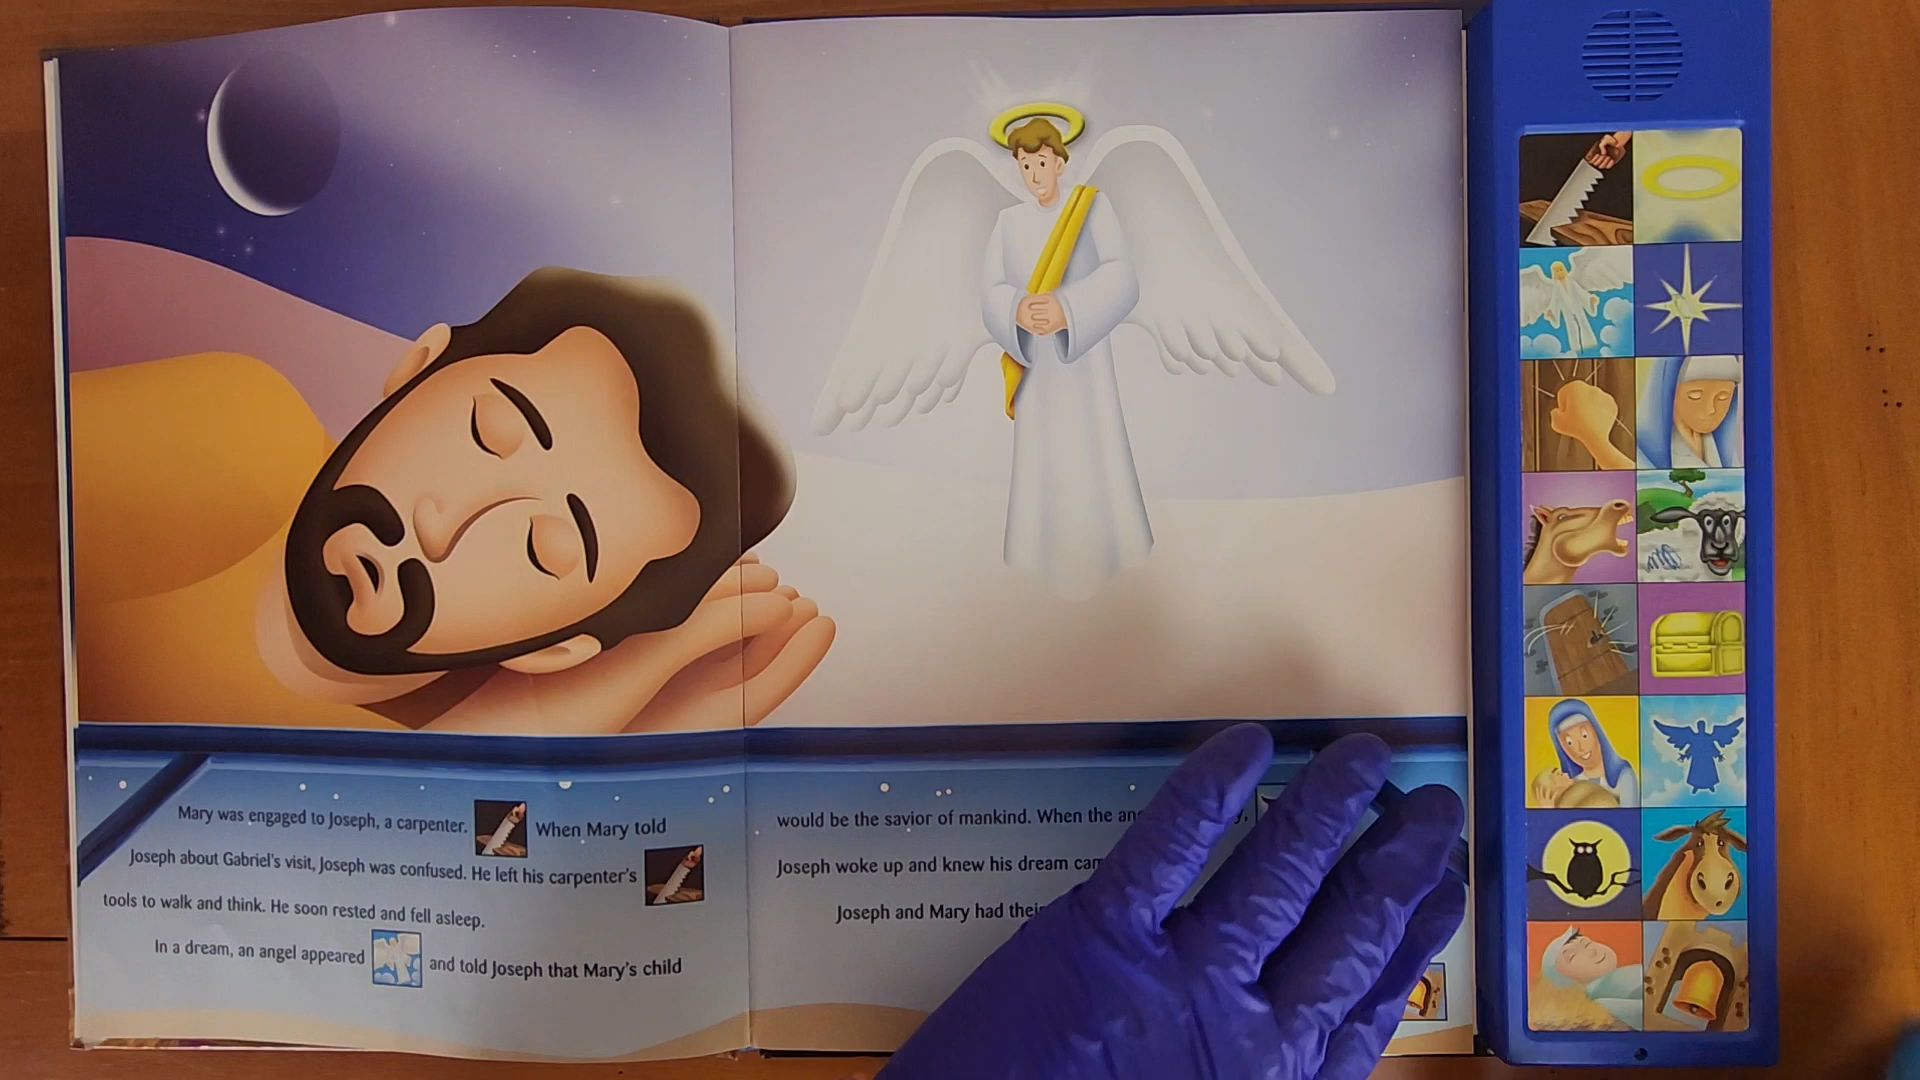 Mary was engaged to Joseph, a carpenter. When Mary told
Joseph about Gabriel's visit, Joseph was confused. He left his carpenter's
tools to walk and think. He soon rested and fell asleep.
In a dream, an angel appeared and told Joseph that Mary's child
would be the savior of mankind. When the
Joseph woke up and knew his dream
Joseph and Mary had